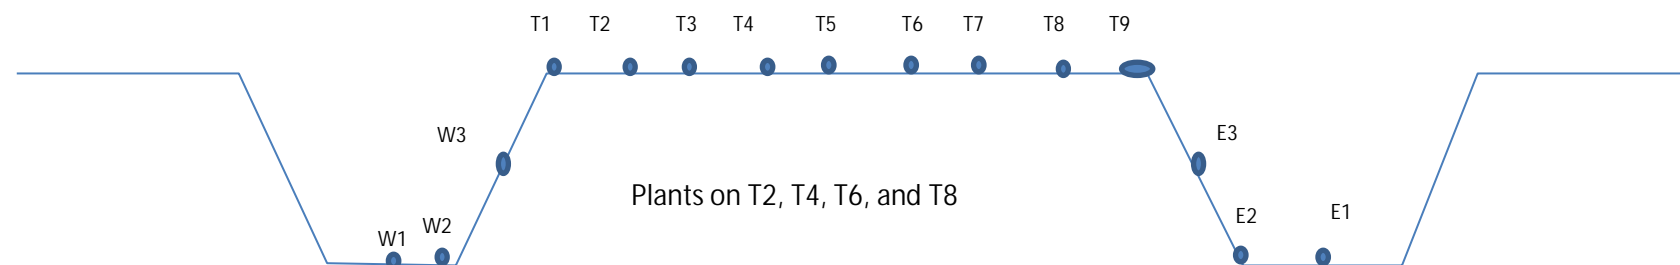 T1 T2 T3 T4 T5 T6 T7 T8 T9
W3
E3
Plants on T2, T4, T6, and T8
W2
E2
E1
W1